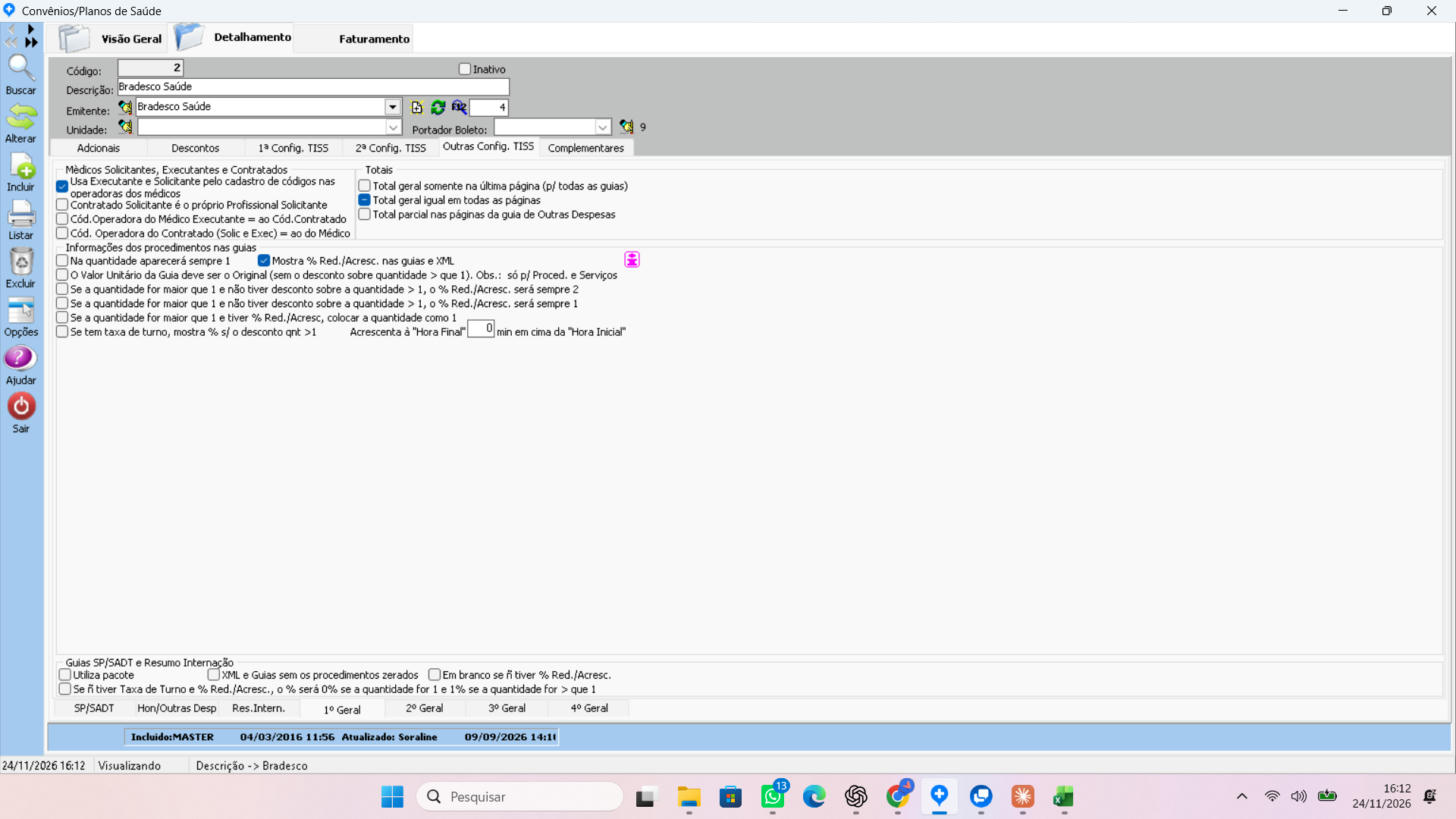 Convênios/Planos de Saúde
Visão Geral
Detalhamento
Faturamento
Buscar
Alterar
Incluir
Listar
Excluir
Opções
Ajudar
Sair
Código: 2
Inativo
Descrição: Bradesco Saúde
Emitente: Bradesco Saúde 4
Unidade: Portador Boleto: 9
Adcionais Descontos 1ª Config. TISS 2ª Config. TISS Outras Config. TISS Complementares
Mèdicos Solicitantes, Executantes e Contratados
Usa Executante e Solicitante pelo cadastro de códigos nas
operadoras dos médicos
Contratado Solicitante é o próprio Profissional Solicitante
Cód.Operadora do Médico Executante = ao Cód.Contratado
Cód. Operadora do Contratado (Solic e Exec) = ao do Médico
Totais
Total geral somente na última página (p/ todas as guias)
Total geral igual em todas as páginas
Total parcial nas páginas da guia de Outras Despesas
Informações dos procedimentos nas guias
Na quantidade aparecerá sempre 1 Mostra % Red./Acresc. nas guias e XML
O Valor Unitário da Guia deve ser o Original (sem o desconto sobre quantidade > que 1). Obs.: só p/ Proced. e Serviços
Se a quantidade for maior que 1 e não tiver desconto sobre a quantidade > 1, o % Red./Acresc. será sempre 2
Se a quantidade for maior que 1 e não tiver desconto sobre a quantidade > 1, o % Red./Acresc. será sempre 1
Se a quantidade for maior que 1 e tiver % Red./Acresc, colocar a quantidade como 1
Se tem taxa de turno, mostra % s/ o desconto qnt >1 Acrescenta à "Hora Final" 0 min em cima da "Hora Inicial"
Guias SP/SADT e Resumo Internação
Utiliza pacote XML e Guias sem os procedimentos zerados Em branco se ñ tiver % Red./Acresc.
Se ñ tiver Taxa de Turno e % Red./Acresc., o % será 0% se a quantidade for 1 e 1% se a quantidade for > que 1
SP/SADT Hon/Outras Desp Res.Intern. 1º Geral 2º Geral 3º Geral 4º Geral
Incluido:MASTER 04/03/2016 11:56 Atualizado: Soraline 09/09/2026
24/11/2026 16:12 Visualizando Descrição -> Bradesco
Pesquisar
13
16:12
24/11/2026